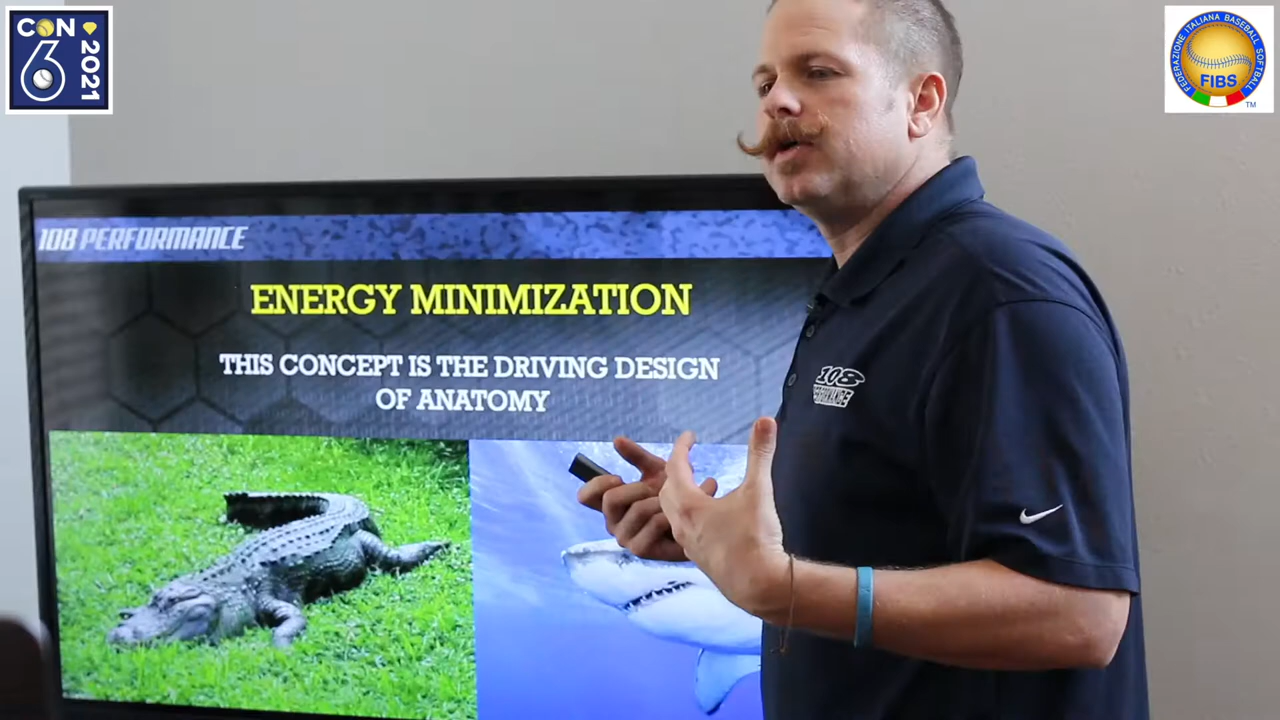 CON
6
2021
FEDERAZIONE ITALIANA BASEBALL SOFTBALL
FIBS
TM
108 PERFORMANCE
ENERGY MINIMIZATION
THIS CONCEPT IS THE DRIVING DESIGN
OF ANATOMY
108
PERFORMANCE